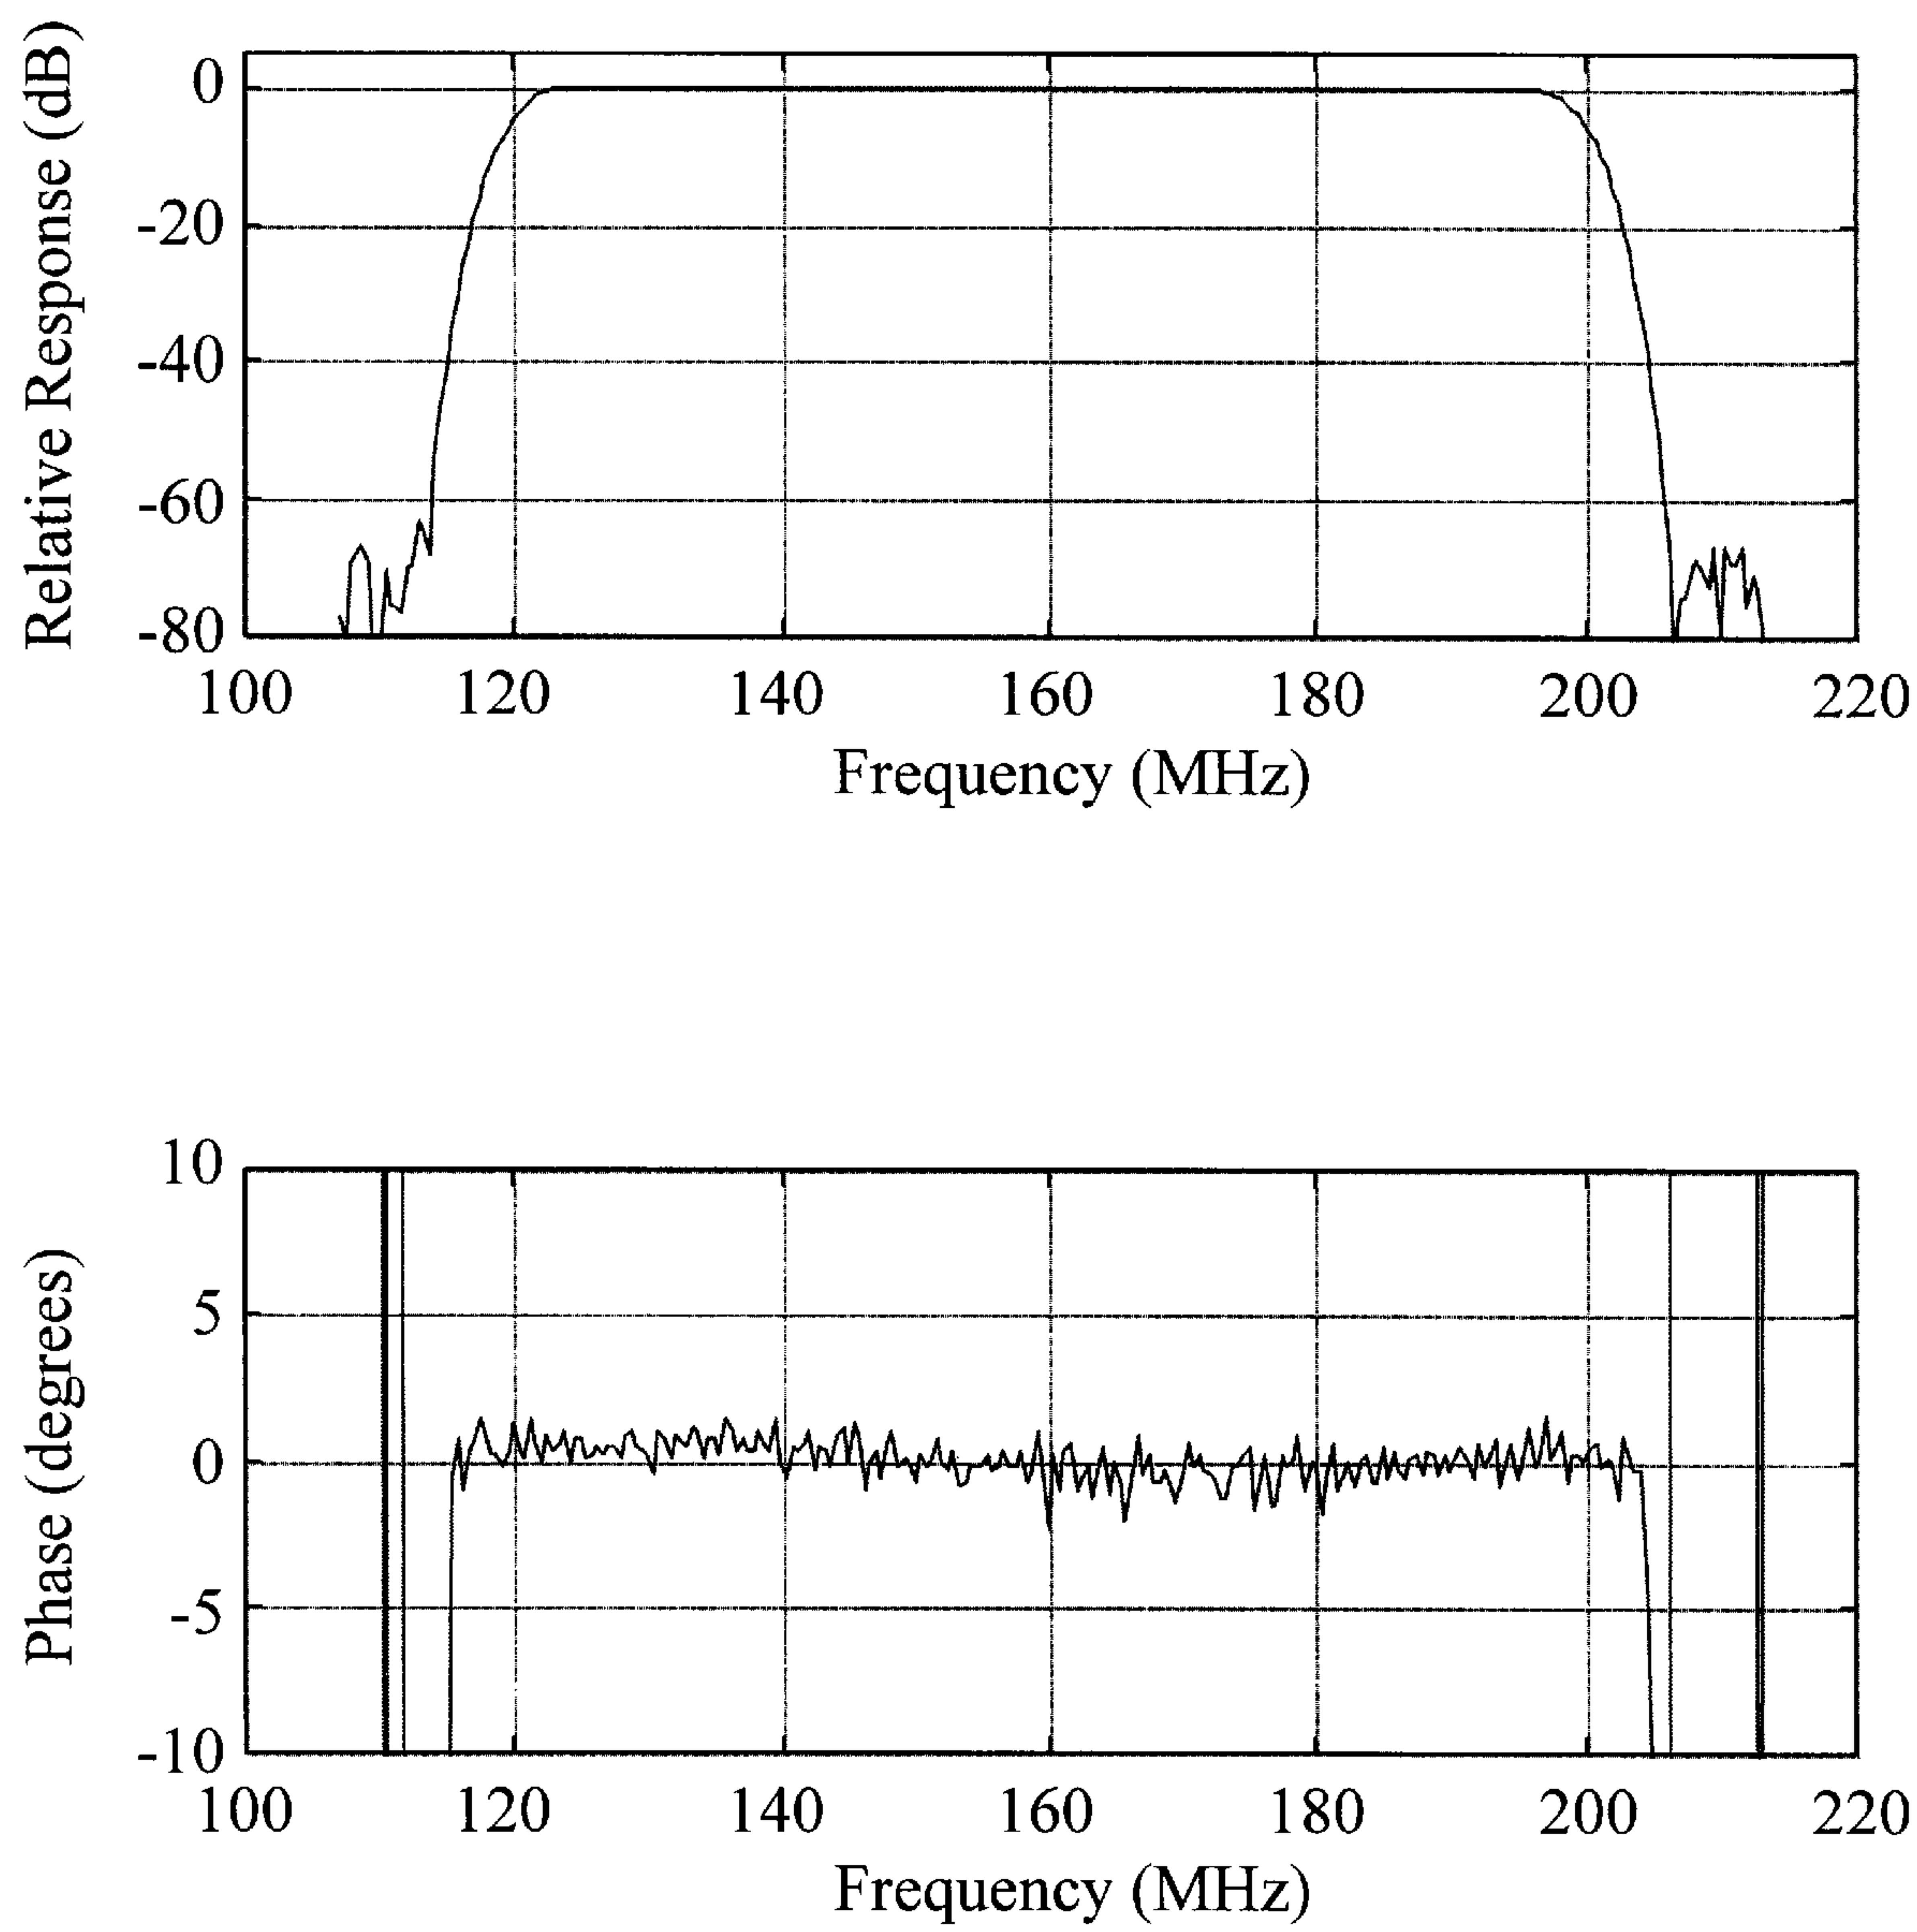 Relative Response (dB)
0
-20
-40
-60
-80
100 120 140 160 180 200 220
Frequency (MHz)
Phase (degrees)
10
5
0
-5
-10
100 120 140 160 180 200 220
Frequency (MHz)